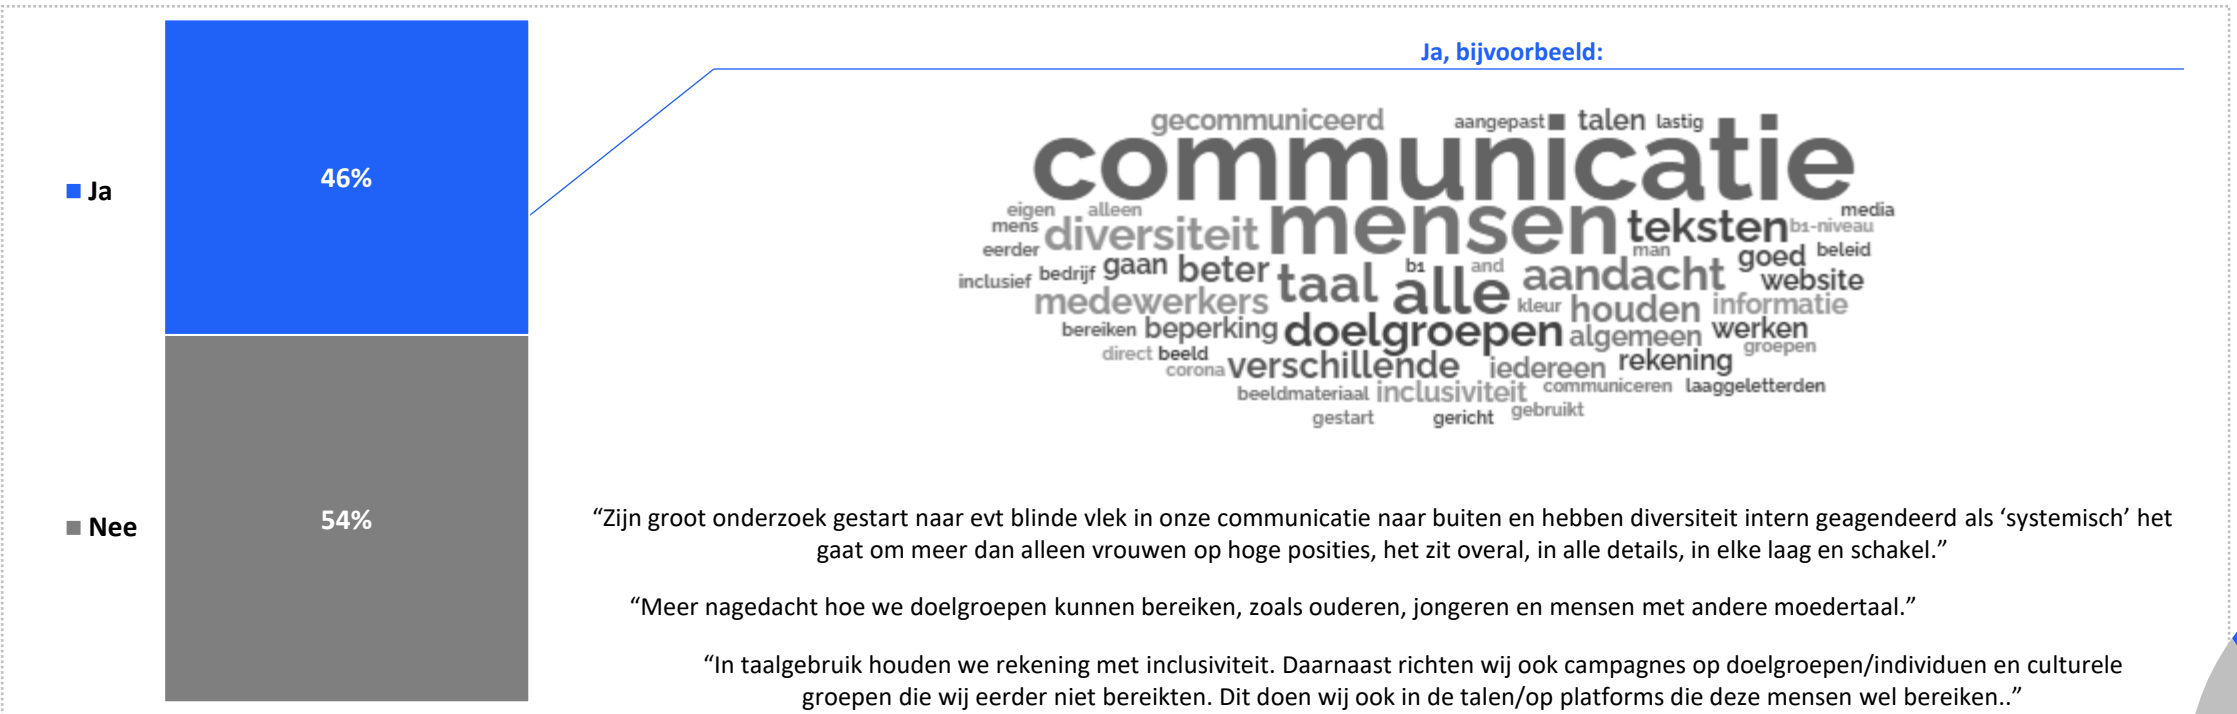 Ja, bijvoorbeeld:
Ja
46%
Nee
54%
gecommuniceerd aangepast talen lastig
communicatie
eigen alleen mensen media
mens diversiteit teksten b1-niveau
eerder man goed beleid
inclusief bedrijf gaan beter taal b1 alle and aandacht website
medewerkers kleur houden informatie
bereiken beperking doelgroepen algemeen werken
direct beeld groepen
corona verschillende iedereen rekening
beeldmateriaal inclusiviteit communiceren laaggeletterden
gestart gericht gebruikt
“Zijn groot onderzoek gestart naar evt blinde vlek in onze communicatie naar buiten en hebben diversiteit intern geagendeerd als ‘systemisch’ het
gaat om meer dan alleen vrouwen op hoge posities, het zit overal, in alle details, in elke laag en schakel.”
“Meer nagedacht hoe we doelgroepen kunnen bereiken, zoals ouderen, jongeren en mensen met andere moedertaal.”
“In taalgebruik houden we rekening met inclusiviteit. Daarnaast richten wij ook campagnes op doelgroepen/individuen en culturele
groepen die wij eerder niet bereikten. Dit doen wij ook in de talen/op platforms die deze mensen wel bereiken..”